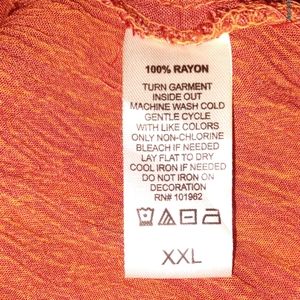 100% RAYON
TURN GARMENT
INSIDE OUT
MACHINE WASH COLD
GENTLE CYCLE
WITH LIKE COLORS
ONLY NON-CHLORINE
BLEACH IF NEEDED
LAY FLAT TO DRY
COOL IRON IF NEEDED
DO NOT IRON ON
DECORATION
RN# 101962
XXL